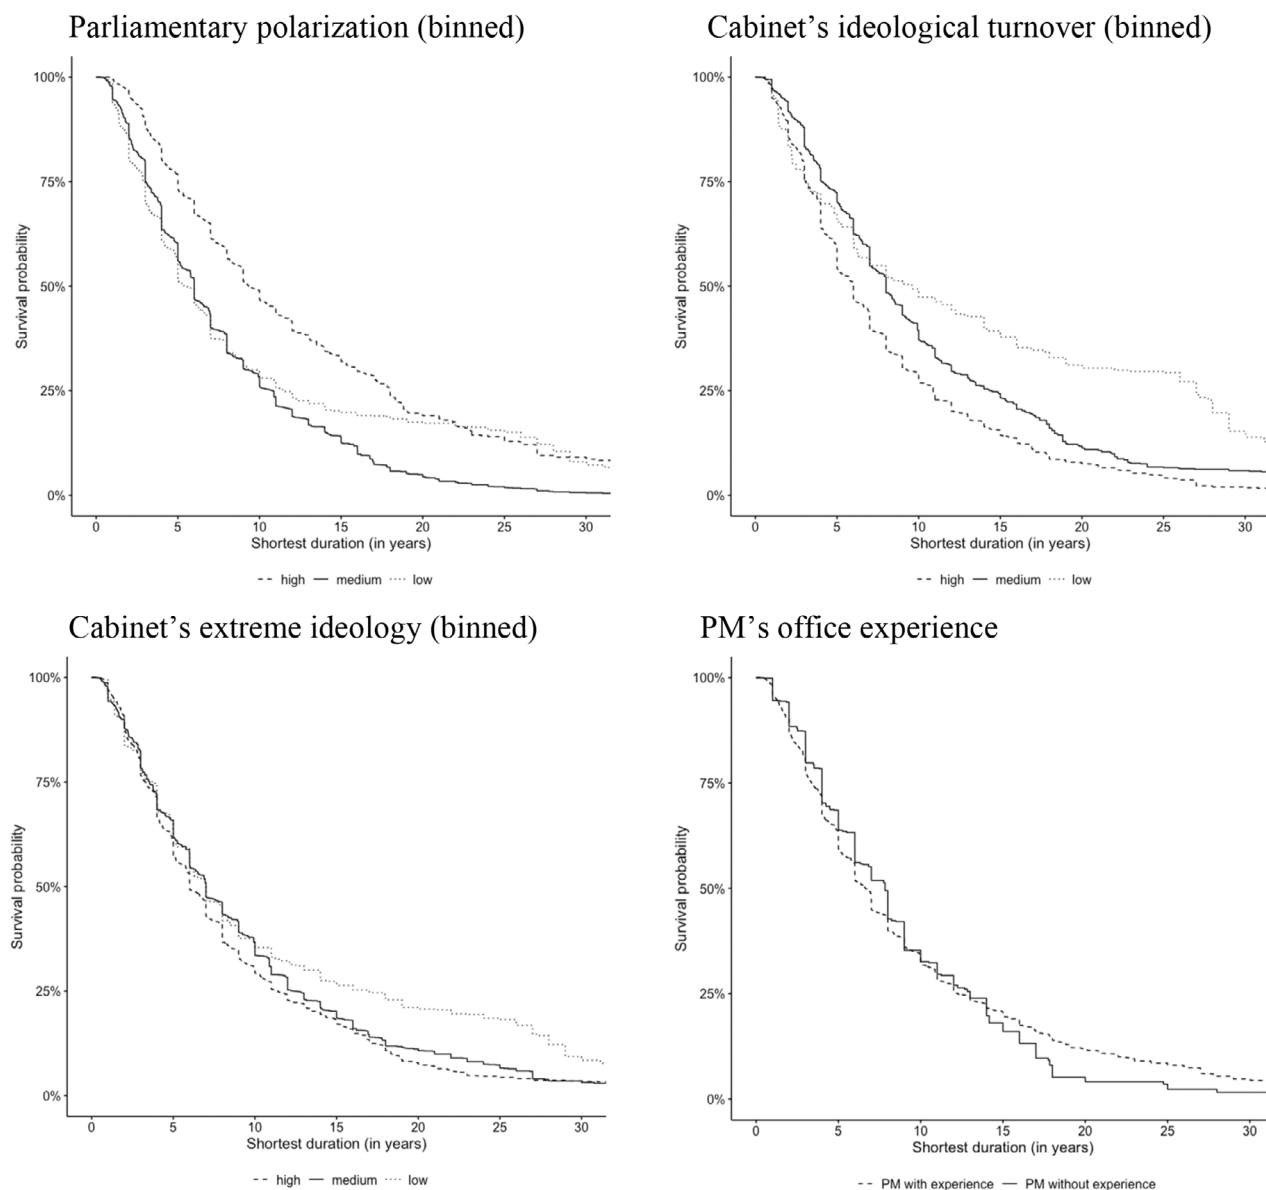 Parliamentary polarization (binned)
100%
75%
50%
25%
0%
Survival probability
0 5 10 15 20 25 30
Shortest duration (in years)
high medium low
Cabinet's ideological turnover (binned)
100%
75%
50%
25%
0%
Survival probability
0 5 10 15 20 25 30
Shortest duration (in years)
high medium low
Cabinet's extreme ideology (binned)
100%
75%
50%
25%
0%
Survival probability
0 5 10 15 20 25 30
Shortest duration (in years)
high medium low
PM's office experience
100%
75%
50%
25%
0%
Survival probability
0 5 10 15 20 25 30
Shortest duration (in years)
PM with experience PM without experience